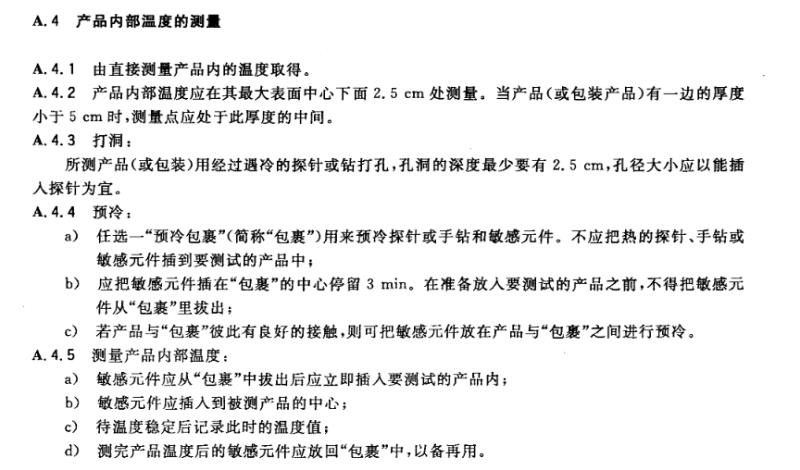 A.4 产品内部温度的测量
A.4.1 由直接测量产品内的温度取得。
A.4.2 产品内部温度应在其最大表面中心下面 2.5 cm 处测量。当产品(或包装产品)有一边的厚度
小于 5 cm 时,测量点应处于此厚度的中间。
A.4.3 打洞:
所测产品(或包装)用经过遇冷的探针或钻打孔,孔洞的深度最少要有 2.5 cm,孔径大小应以能插
入探针为宜。
A.4.4 预冷:
a) 任选一“预冷包裹”(简称“包裹”)用来预冷探针或手钻和敏感元件。不应把热的探针、手钻或
敏感元件插到要测试的产品中;
b) 应把敏感元件插在“包裹”的中心停留 3 min。在准备放入要测试的产品之前,不得把敏感元
件从“包裹”里拔出;
c) 若产品与“包裹”彼此有良好的接触,则可把敏感元件放在产品与“包裹”之间进行预冷。
A.4.5 测量产品内部温度:
a) 敏感元件应从“包裹”中拔出后应立即插入要测试的产品内;
b) 敏感元件应插入到被测产品的中心;
c) 待温度稳定后记录此时的温度值;
d) 测完产品温度后的敏感元件应放回“包裹”中,以备再用。